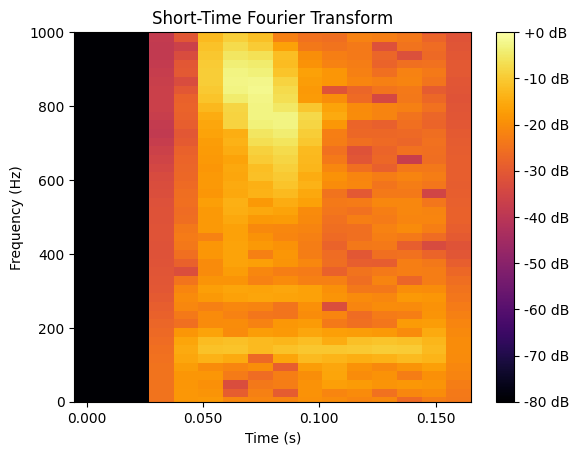 Short-Time Fourier Transform
1000
800
600
400
200
0
Frequency (Hz)
0.000
0.050
0.100
0.150
Time (s)
+0 dB
-10 dB
-20 dB
-30 dB
-40 dB
-50 dB
-60 dB
-70 dB
-80 dB